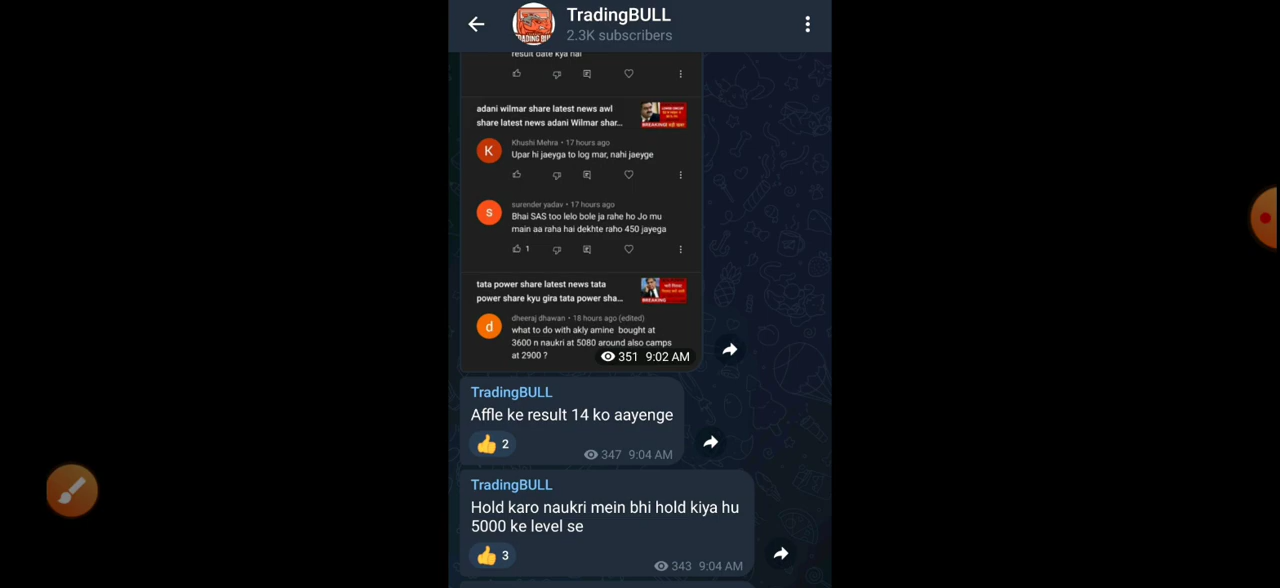 TradingBULL
2.3K subscribers
result date kya hai
adani wilmar share latest news awl
share latest news adani Wilmar shar...
BREAKING
K
Khushi Mehra • 17 hours ago
Upar hi jaeyga to log mar, nahi jaeyge
s
surender yadav • 17 hours ago
Bhai SAS too lelo bole ja rahe ho Jo mu
main aa raha hai dekhte raho 450 jayega
1
tata power share latest news tata
power share kyu gira tata power sha...
BREAKING
d
dheeraj dhawan • 18 hours ago (edited)
what to do with akly amine bought at
3600 n naukri at 5080 around also camps
at 2900 ?
351 9:02 AM
TradingBULL
Affle ke result 14 ko aayenge
2
347 9:04 AM
TradingBULL
Hold karo naukri mein bhi hold kiya hu
5000 ke level se
3
343 9:04 AM